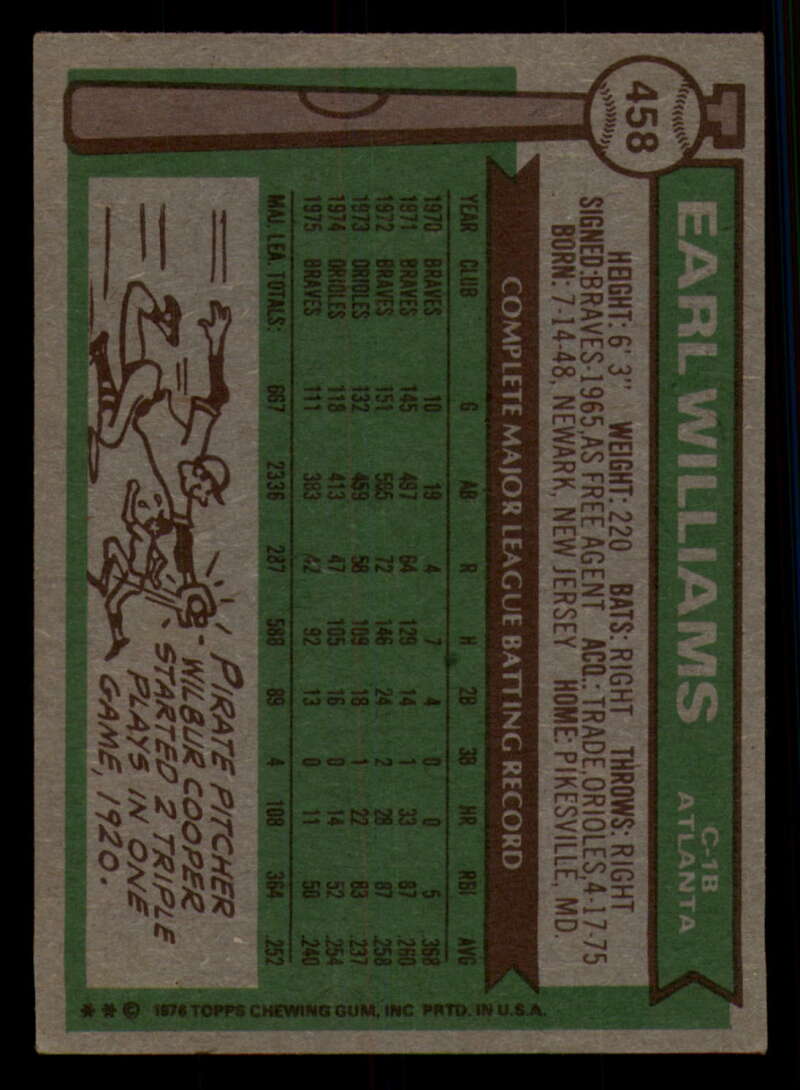 458
EARL WILLIAMS C-1B
ATLANTA
HEIGHT: 6' 3" WEIGHT: 220 BATS: RIGHT THROWS: RIGHT
SIGNED: BRAVES-1965, AS FREE AGENT ACQ.: TRADE, ORIOLES, 4-17-75
BORN: 7-14-48, NEWARK, NEW JERSEY HOME: PIKESVILLE, MD.
COMPLETE MAJOR LEAGUE BATTING RECORD
YEAR CLUB G AB R H 2B 3B HR RBI AVG
1970 BRAVES 10 19 4 7 4 0 0 5 .368
1971 BRAVES 145 497 64 129 14 1 33 87 .260
1972 BRAVES 151 565 72 146 24 2 28 87 .258
1973 ORIOLES 132 459 58 109 18 1 22 83 .237
1974 ORIOLES 118 413 47 105 16 0 14 52 .254
1975 BRAVES 111 383 42 92 13 0 11 50 .240
MAJ. LEA. TOTALS: 667 2336 287 588 89 4 108 364 .252
PIRATE PITCHER
WILBUR COOPER
STARTED 2 TRIPLE
PLAYS IN ONE
GAME, 1920.
* * © 1976 TOPPS CHEWING GUM, INC PRTD. IN U.S.A.